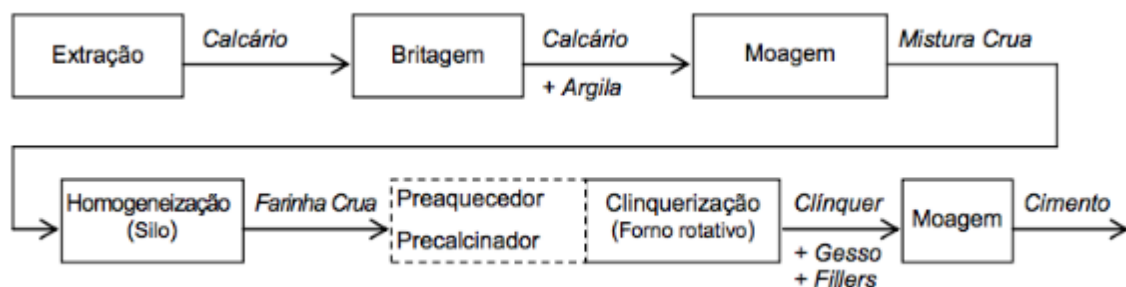 Extração
Calcário
Britagem
Calcário
+ Argila
Moagem
Mistura Crua
Homogeneização
(Silo)
Farinha Crua
Preaquecedor
Precalcinador
Clinquerização
(Forno rotativo)
Clínquer
+ Gesso
+ Fillers
Moagem
Cimento